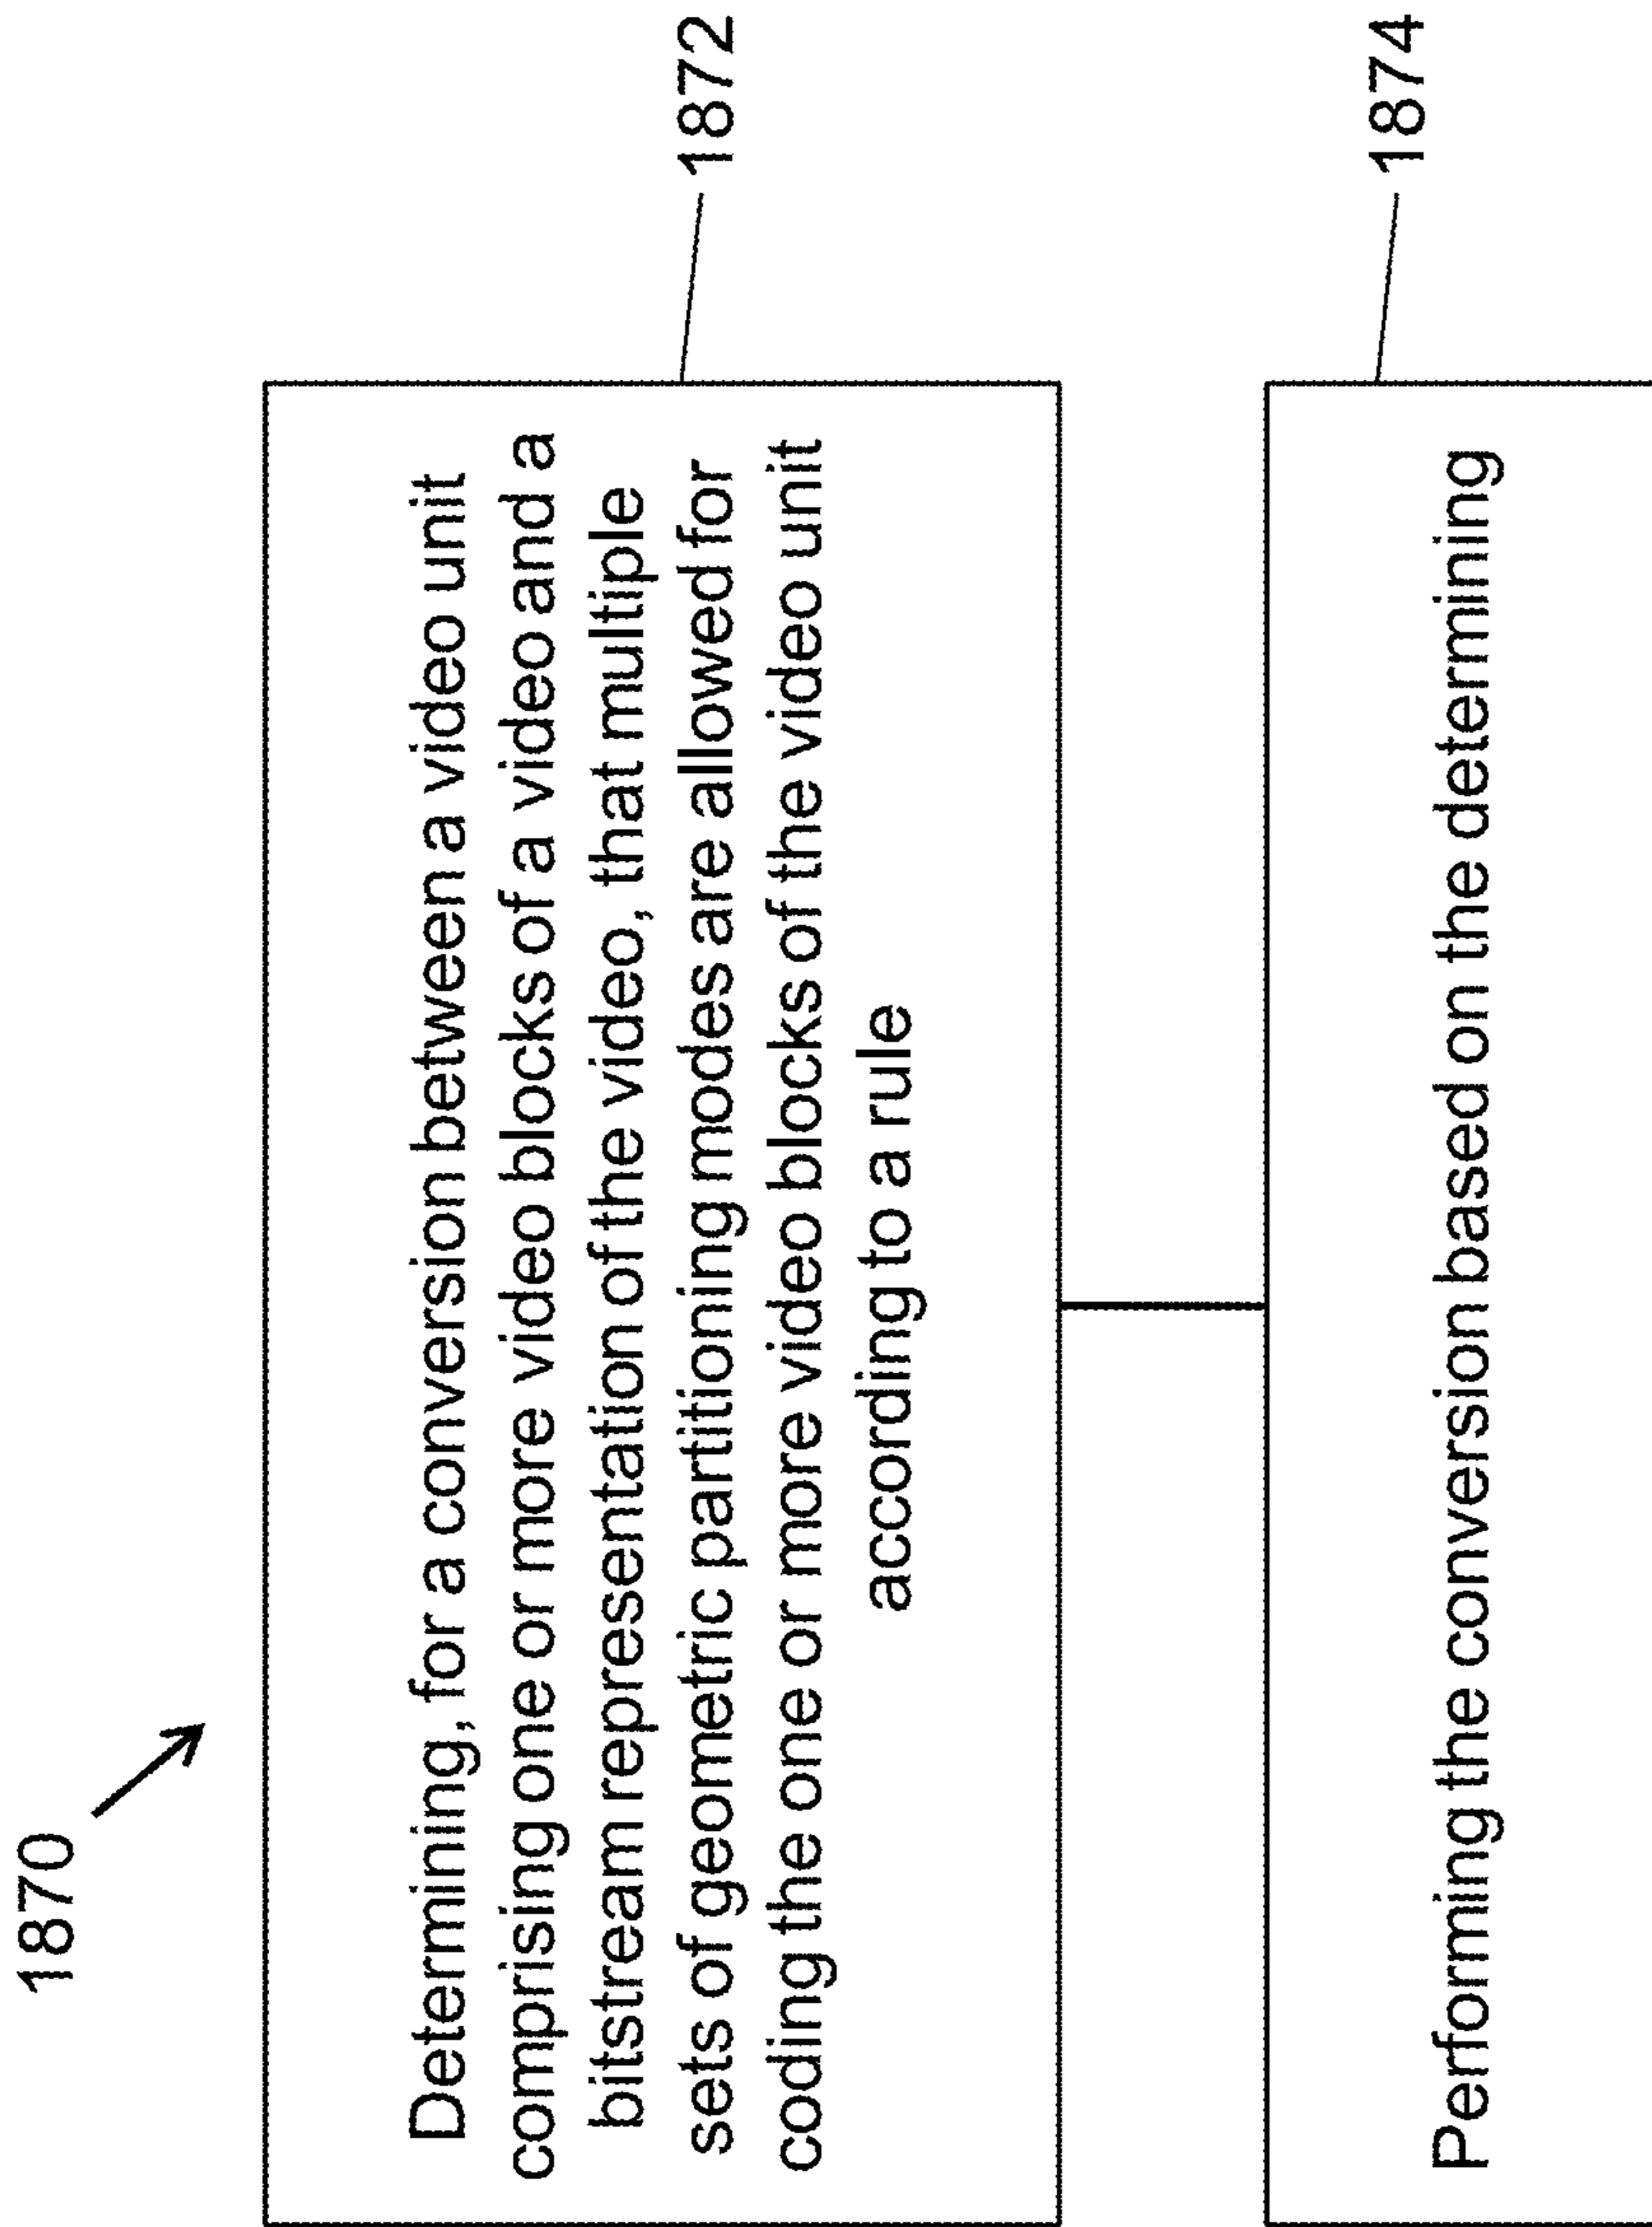 1870
Determining, for a conversion between a video unit
comprising one or more video blocks of a video and a
bitstream representation of the video, that multiple
sets of geometric partitioning modes are allowed for
coding the one or more video blocks of the video unit
according to a rule
1872
Performing the conversion based on the determining
1874